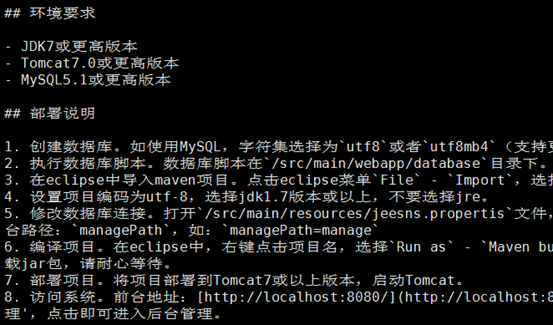 ## 环境要求
- JDK7或更高版本
- Tomcat7.0或更高版本
- MySQL5.1或更高版本
## 部署说明
1. 创建数据库。如使用MySQL，字符集选择为`utf8`或者`utf8mb4`（支持
2. 执行数据库脚本。数据库脚本在`/src/main/webapp/database`目录下。
3. 在eclipse中导入maven项目。点击eclipse菜单`File` - `Import`，选
4. 设置项目编码为utf-8，选择jdk1.7版本或以上，不要选择jre。
5. 修改数据库连接。打开`/src/main/resources/jeesns.propertis`文件，
台路径：`managePath`，如：`managePath=manage`
6. 编译项目。在eclipse中，右键点击项目名，选择`Run as` - `Maven bu
载jar包，请耐心等待。
7. 部署项目。将项目部署到Tomcat7或以上版本，启动Tomcat。
8. 访问系统。前台地址：[http://localhost:8080/](http://localhost:8
理'，点击即可进入后台管理。